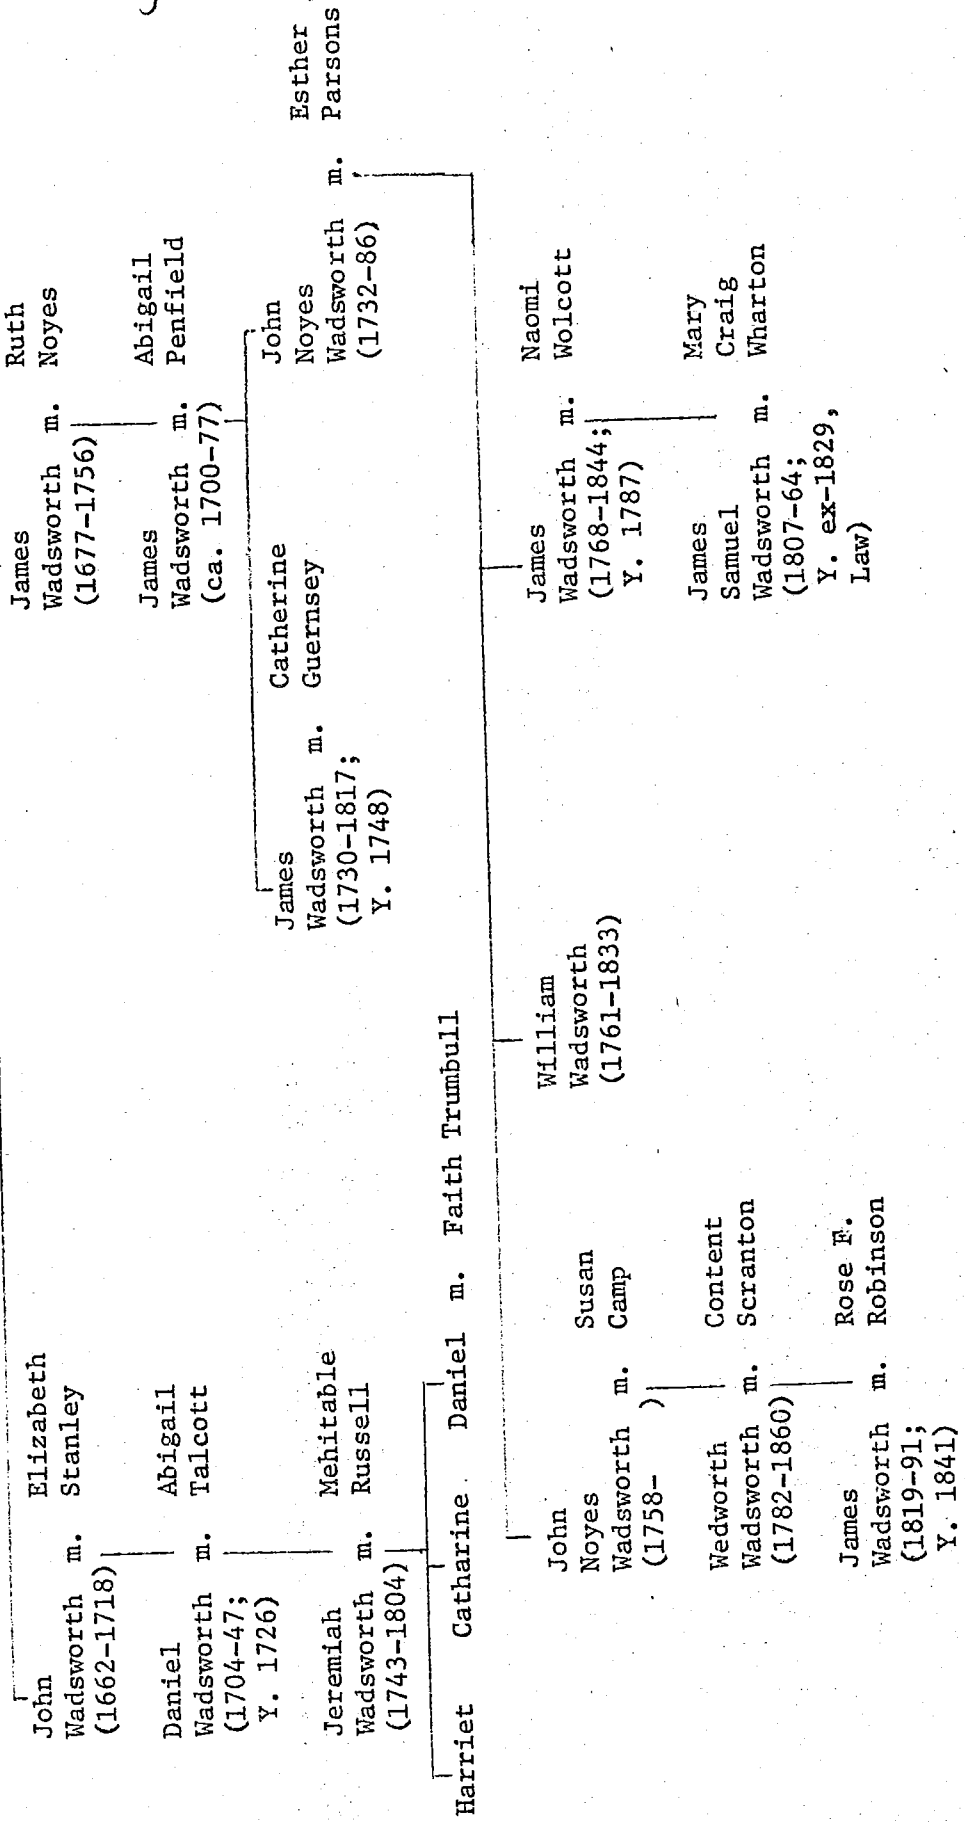 John
Wadsworth m.
(1662-1718)
Elizabeth
Stanley
Daniel
Wadsworth m.
(1704-47;
Y. 1726)
Abigail
Talcott
Jeremiah
Wadsworth m.
(1743-1804)
Mehitable
Russell
Harriet
Catharine
Daniel m. Faith Trumbull
James
Wadsworth m.
(1677-1756)
Ruth
Noyes
James
Wadsworth m.
(ca. 1700-77)
Abigail
Penfield
James
Wadsworth m.
(1730-1817;
Y. 1748)
Catherine
Guernsey
John
Noyes
Wadsworth m.
(1732-86)
Esther
Parsons
John
Noyes
Wadsworth m.
(1758- )
Susan
Camp
Wedworth
Wadsworth m.
(1782-1860)
Content
Scranton
James
Wadsworth m.
(1819-91;
Y. 1841)
Rose F.
Robinson
William
Wadsworth
(1761-1833)
James
Wadsworth m.
(1768-1844;
Y. 1787)
Naomi
Wolcott
James
Samuel
Wadsworth m.
(1807-64;
Y. ex-1829,
Law)
Mary
Craig
Wharton